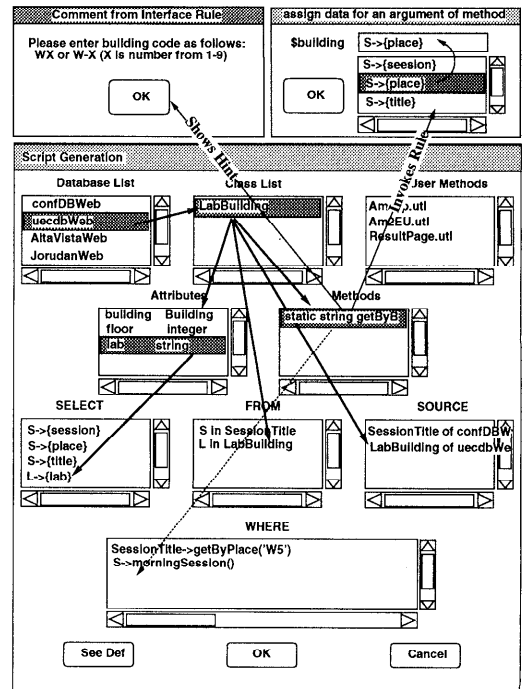 Comment from Interface Rule
Please enter building code as follows:
WX or W-X (X is number from 1-9)
OK
assign data for an argument of method
$building
S->{place}
S->{seesion}
S->{place}
S->{title}
OK
Shows Hint
Invokes Rule
Script Generation
Database List
confDBWeb
uecdbWeb
AltaVistaWeb
JorudanWeb
Class List
LabBuilding
User Methods
Am2EU.utl
ResultPage.utl
Attributes
building Building
floor integer
lab string
Methods
static string getByB
SELECT
S->{session}
S->{place}
S->{title}
L->{lab}
FROM
S in SessionTitle
L in LabBuilding
SOURCE
SessionTitle of confDBW
LabBuilding of uecdbWe
WHERE
SessionTitle->getByPlace('W5')
S->morningSession()
See Def
OK
Cancel